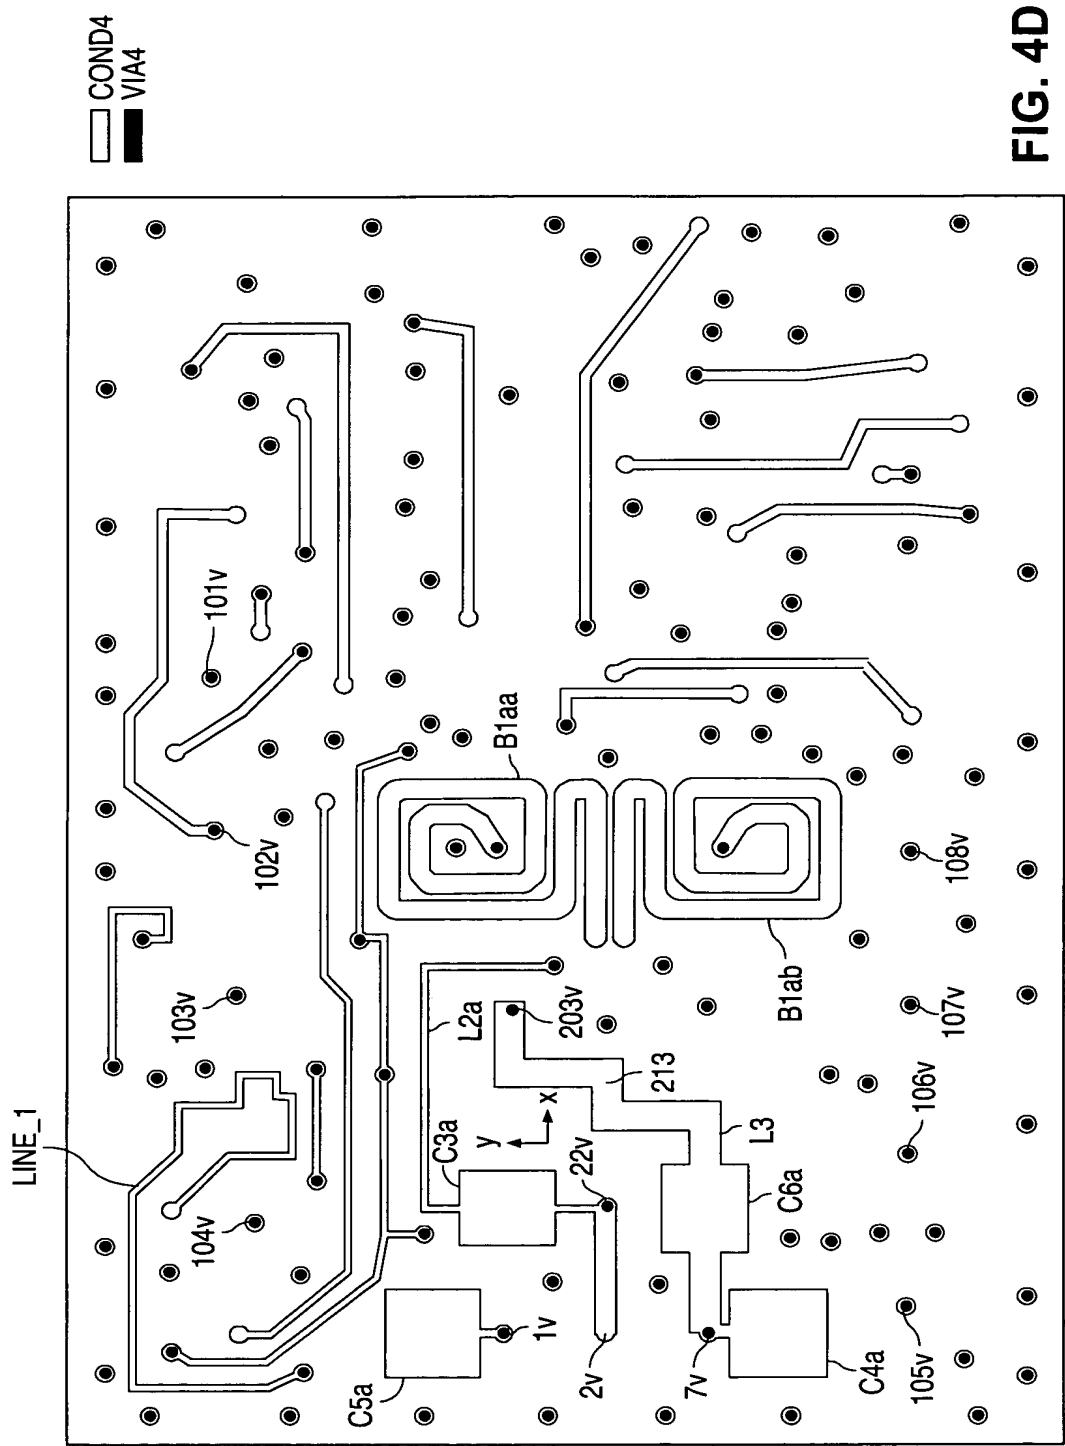 COND4
VIA4
FIG. 4D
LINE_1
101v
102v
103v
104v
B1aa
B1ab
L2a
203v
213
x
y
C3a
22v
L3
C6a
C5a
1v
2v
7v
C4a
105v
106v
107v
108v